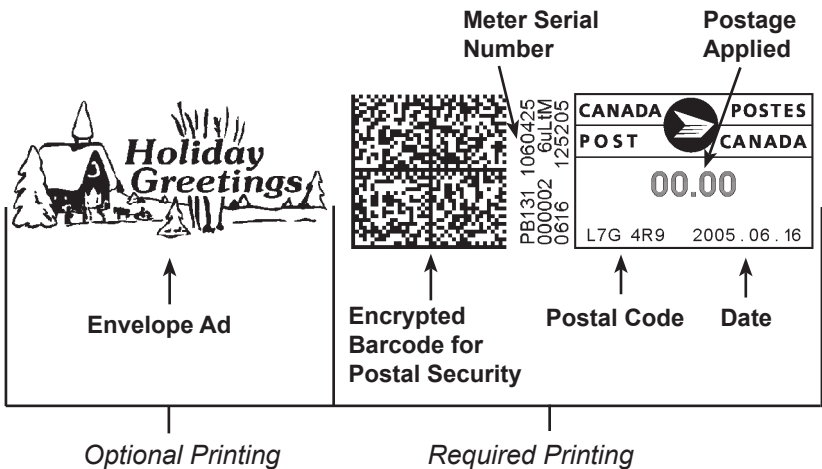 Meter Serial
Number
Postage
Applied
Holiday
Greetings
PB131 1060425
000002 6uLtM
0616 125205
CANADA POSTES
POST CANADA
00.00
L7G 4R9 2005.06.16
Envelope Ad
Encrypted
Barcode for
Postal Security
Postal Code
Date
Optional Printing
Required Printing